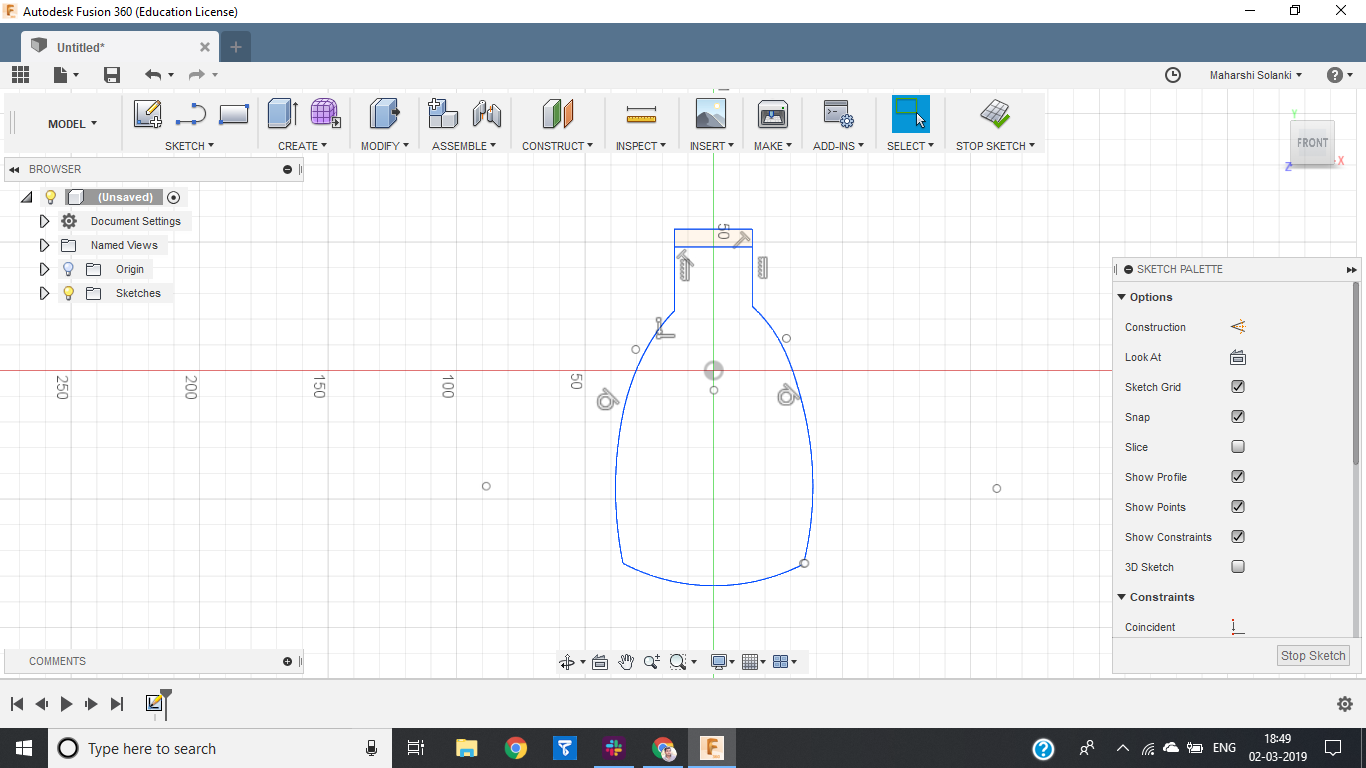 Autodesk Fusion 360 (Education License)
Untitled*
Maharshi Solanki
MODEL
SKETCH
CREATE
MODIFY
ASSEMBLE
CONSTRUCT
INSPECT
INSERT
MAKE
ADD-INS
SELECT
STOP SKETCH
Y
FRONT
X
Z
BROWSER
(Unsaved)
Document Settings
Named Views
Origin
Sketches
50
250
200
150
100
50
SKETCH PALETTE
Options
Construction
Look At
Sketch Grid
Snap
Slice
Show Profile
Show Points
Show Constraints
3D Sketch
Constraints
Coincident
Stop Sketch
COMMENTS
Type here to search
ENG
18:49
02-03-2019